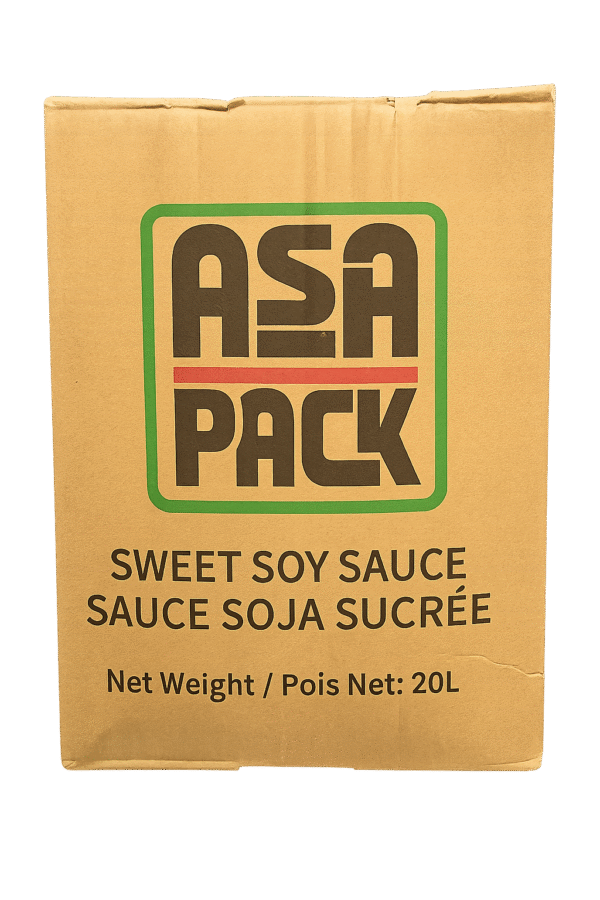 ASA
PACK
SWEET SOY SAUCE
SAUCE SOJA SUCRÉE
Net Weight / Pois Net: 20L